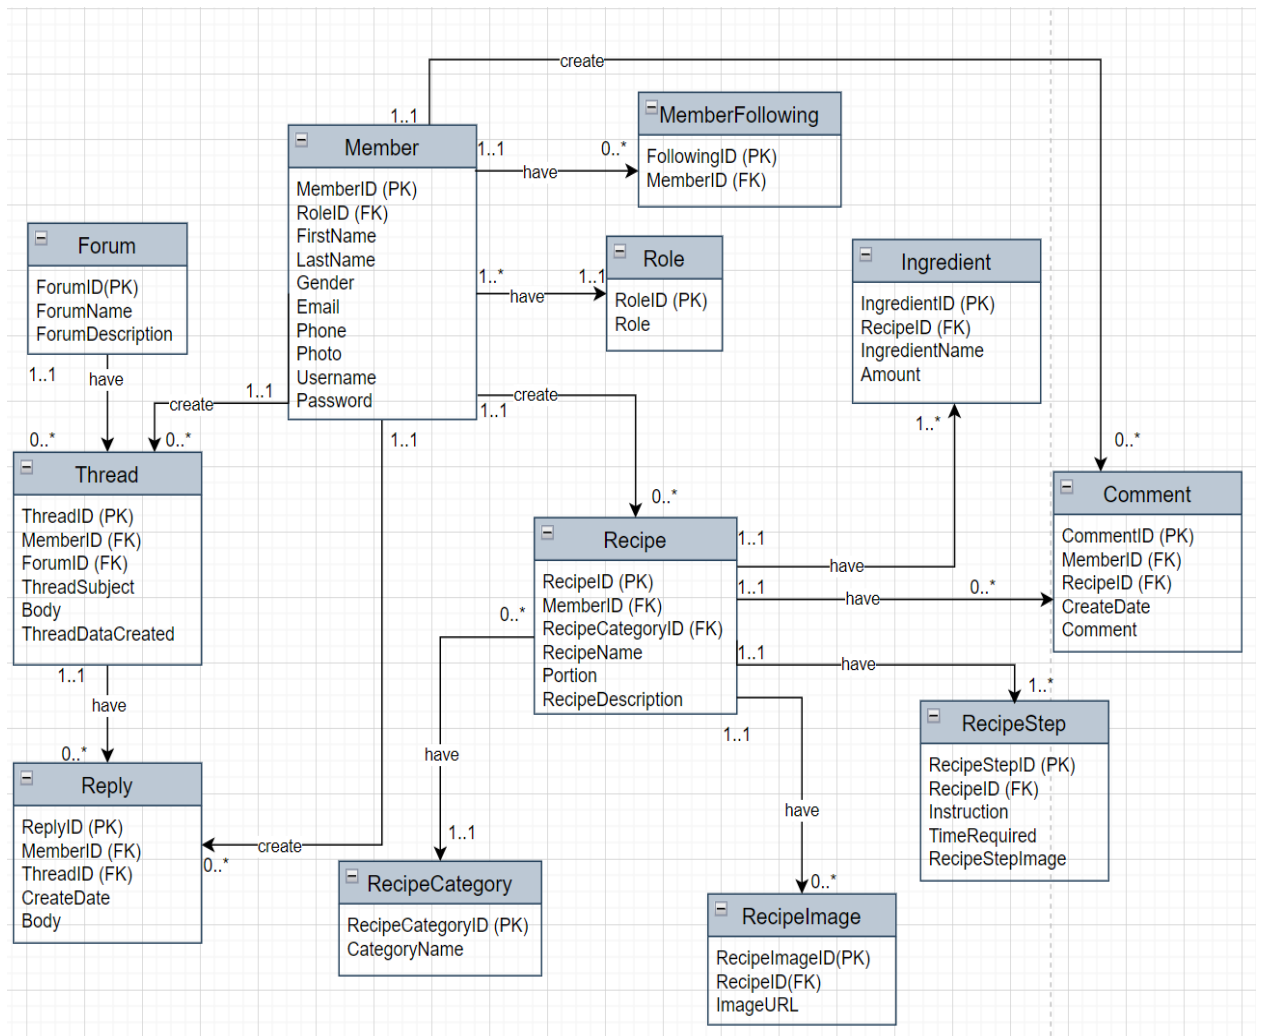 create
1..1
MemberFollowing
FollowingID (PK)
MemberID (FK)
Member
MemberID (PK)
RoleID (FK)
FirstName
LastName
Gender
Email
Phone
Photo
Username
Password
1..1
0..*
have
Forum
ForumID(PK)
ForumName
ForumDescription
Role
RoleID (PK)
Role
1..*
1..1
have
Ingredient
IngredientID (PK)
RecipeID (FK)
IngredientName
Amount
1..1
have
0..*
1..1
create
0..*
create
1..1
0..*
1..1
1..*
0..*
Thread
ThreadID (PK)
MemberID (FK)
ForumID (FK)
ThreadSubject
Body
ThreadDataCreated
Recipe
RecipeID (PK)
MemberID (FK)
RecipeCategoryID (FK)
RecipeName
Portion
RecipeDescription
1..1
have
1..1
have
0..*
1..1
have
1..*
Comment
CommentID (PK)
MemberID (FK)
RecipeID (FK)
CreateDate
Comment
0..*
have
1..1
1..1
have
0..*
1..1
have
0..*
RecipeStep
RecipeStepID (PK)
RecipeID (FK)
Instruction
TimeRequired
RecipeStepImage
Reply
ReplyID (PK)
MemberID (FK)
ThreadID (FK)
CreateDate
Body
create
0..*
RecipeCategory
RecipeCategoryID (PK)
CategoryName
RecipeImage
RecipeImageID(PK)
RecipeID(FK)
ImageURL